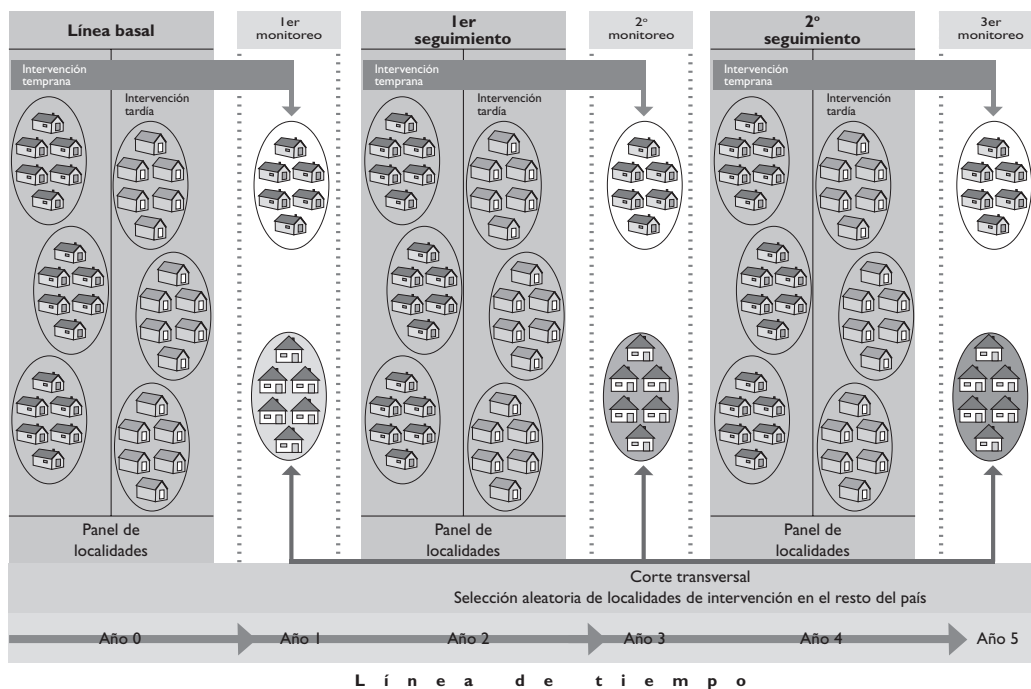 Línea basal
1er
monitoreo
1er
seguimiento
2º
monitoreo
2º
seguimiento
3er
monitoreo
Intervención
temprana
Intervención
tardía
Intervención
temprana
Intervención
tardía
Intervención
temprana
Intervención
tardía
Panel de
localidades
Panel de
localidades
Panel de
localidades
Corte transversal
Selección aleatoria de localidades de intervención en el resto del país
Año 0
Año 1
Año 2
Año 3
Año 4
Año 5
Línea de tiempo